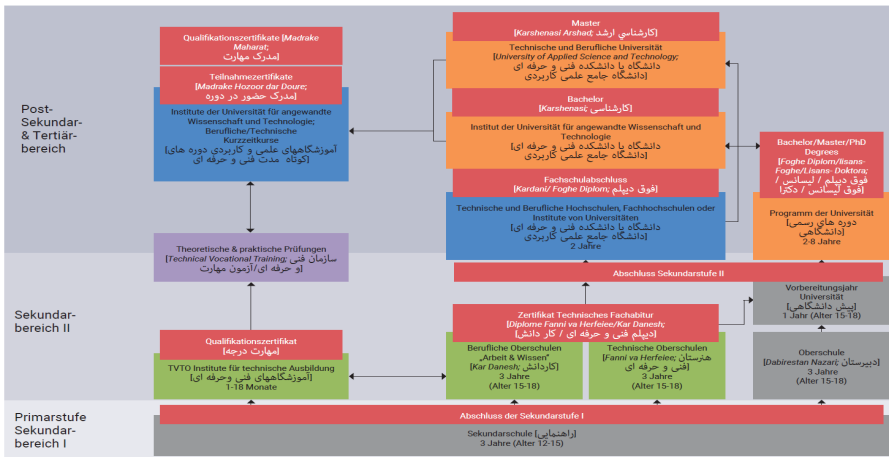 Post-
Sekundar-
& Tertiär-
bereich
Qualifikationszertifikate [Madrake
Maharat;
[مدرک مهارت
Teilnahmezertifikate
[Madrake Hozoor dar Doure;
[مدرک حضور در دوره
Institute der Universität für angewandte
Wissenschaft und Technologie;
Berufliche/Technische
Kurzzeitkurse
[آموزشگاههای علمی و کاربردی دوره های
[کوتاه مدت فنی و حرفه ای
Master
[Karshenasi Arshad; کارشناسي ارشد]
Technische und Berufliche Universität
[University of Applied Science and Technology;
دانشگاه یا دانشکده فنی و حرفه ای
[دانشگاه جامع علمی کاربردی
Bachelor
[Karshenasi; کارشناسی]
Institut der Universität für angewandte Wissenschaft und
Technologie
[دانشگاه یا دانشکده فنی و حرفه ای
[دانشگاه جامع علمی کاربردی
Fachschulabschluss
[Kardani/ Foghe Diplom; فوق دیپلم]
Technische und Berufliche Hochschulen, Fachhochschulen oder
Institute von Universitäten
[دانشگاه یا دانشکده فنی و حرفه ای
[دانشگاه جامع علمی کاربردی
2 Jahre
Bachelor/Master/PhD
Degrees
[Foghe Diplom/lisans-
Foghe/Lisans- Doktora;
فوق دیپلم / لیسانس /
[فوق لیسانس / دکترا
Programm der Universität
[دوره های رسمی
[دانشگاهی
2-8 Jahre
Theoretische & praktische Prüfungen
[Technical Vocational Training; سازمان فنی
[و حرفه ای/آزمون مهارت
Abschluss Sekundarstufe II
Sekundar-
bereich II
Vorbereitungsjahr
Universität
[پیش دانشگاهی]
1 Jahr (Alter 15-18)
Zertifikat Technisches Fachabitur
[Diplome Fanni va Herfeiee/Kar Danesh;
[دیپلم فنی و حرفه ای / کار دانش
Qualifikationszertifikat
[مهارت درجه]
TVTO Institute für technische Ausbildung
[آموزشگاههای فنی وحرفه ای]
1-18 Monate
Berufliche Oberschulen
„Arbeit & Wissen“
[Kar Danesh; کاردانش]
3 Jahre
(Alter 15-18)
Technische Oberschulen
[Fanni va Herfeiee; هنرستان
[فنی و حرفه ای
3 Jahre
(Alter 15-18)
Oberschule
[Dabirestan Nazari; دبیرستان]
3 Jahre
(Alter 15-18)
Primarstufe
Sekundar-
bereich I
Abschluss der Sekundarstufe I
Sekundarschule [راهنمایی]
3 Jahre (Alter 12-15)